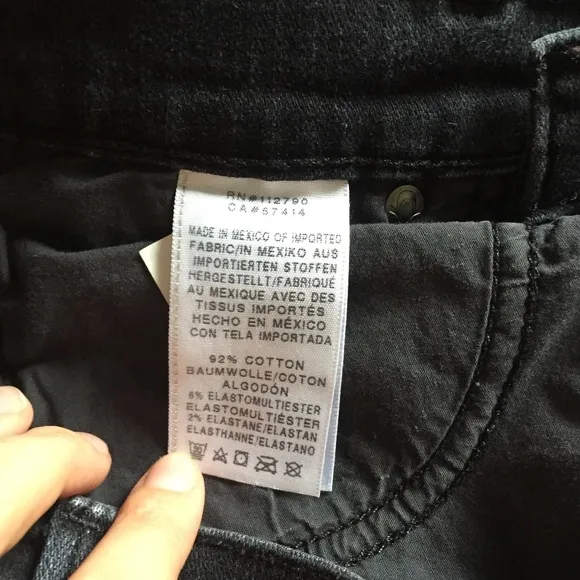 RN#112790
CA#57414
MADE IN MEXICO OF IMPORTED
FABRIC/IN MEXIKO AUS
IMPORTIERTEN STOFFEN
HERGESTELLT/FABRIQUÉ
AU MEXIQUE AVEC DES
TISSUS IMPORTÉS
HECHO EN MÉXICO
CON TELA IMPORTADA
92% COTTON
BAUMWOLLE/COTON
ALGODÓN
6% ELASTOMULTIESTER
ELASTOMULTIÉSTER
2% ELASTANE/ELASTAN
ELASTHANNE/ELASTANO